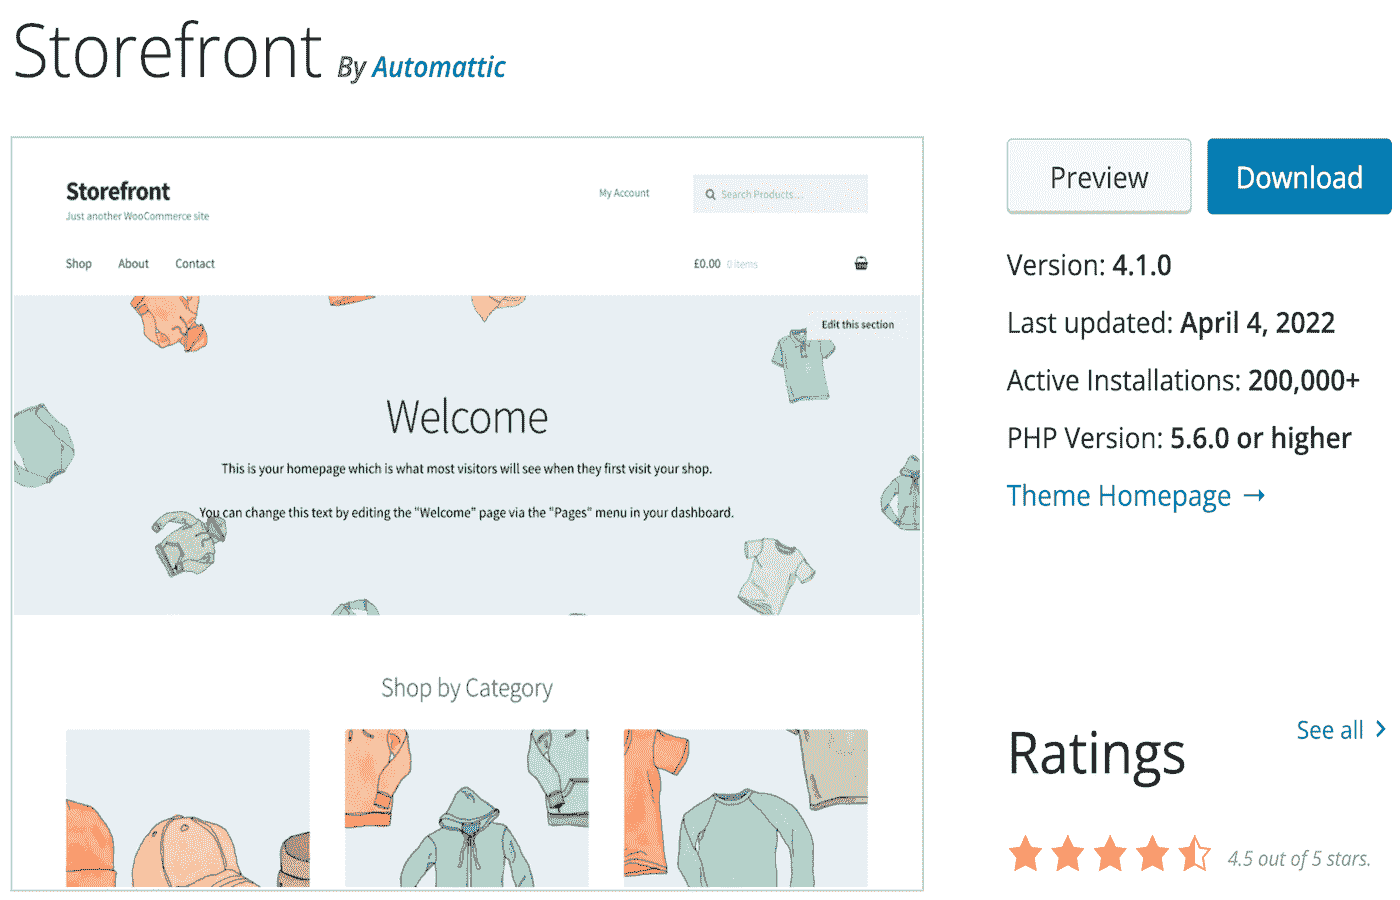 Storefront By Automattic
Storefront
Just another WooCommerce site
My Account
Search Products...
Shop About Contact
£0.00 0 items
Edit this section
Welcome
This is your homepage which is what most visitors will see when they first visit your shop.
You can change this text by editing the "Welcome" page via the "Pages" menu in your dashboard.
Shop by Category
Preview
Download
Version: 4.1.0
Last updated: April 4, 2022
Active Installations: 200,000+
PHP Version: 5.6.0 or higher
Theme Homepage →
Ratings
See all >
4.5 out of 5 stars.